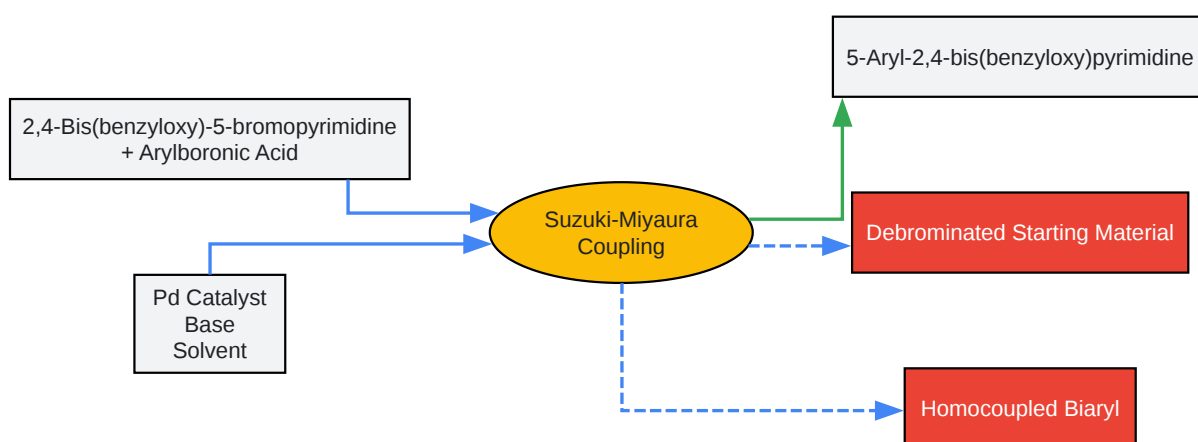 5-Aryl-2,4-bis(benzyloxy)pyrimidine
2,4-Bis(benzyloxy)-5-bromopyrimidine
+ Arylboronic Acid
Suzuki-Miyaura
Coupling
Debrominated Starting Material
Pd Catalyst
Base
Solvent
Homocoupled Biaryl